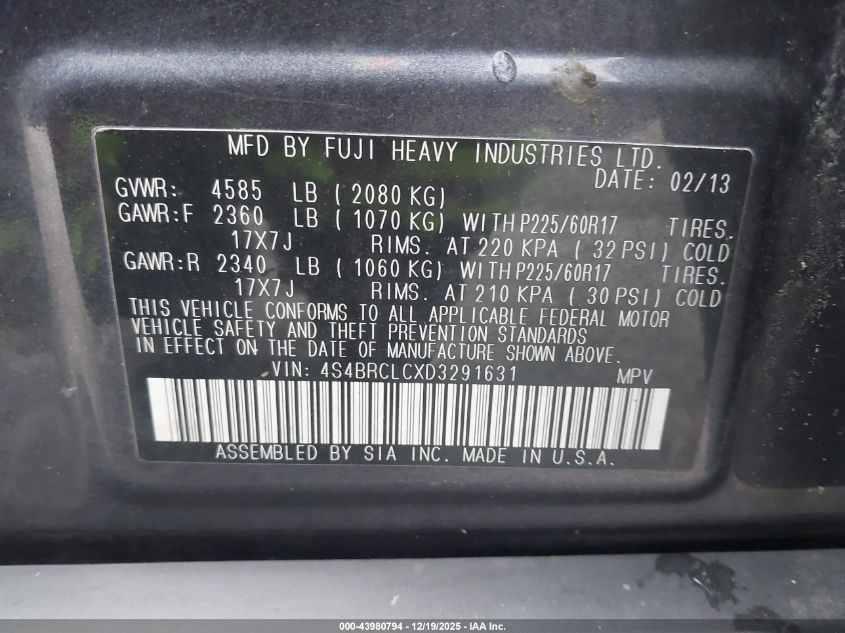 MFD BY FUJI HEAVY INDUSTRIES LTD.
DATE: 02/13
GVWR: 4585 LB ( 2080 KG)
GAWR:F 2360 LB ( 1070 KG) WITH P225/60R17 TIRES.
17X7J RIMS. AT 220 KPA ( 32 PSI) COLD
GAWR:R 2340 LB ( 1060 KG) WITH P225/60R17 TIRES.
17X7J RIMS. AT 210 KPA ( 30 PSI) COLD
THIS VEHICLE CONFORMS TO ALL APPLICABLE FEDERAL MOTOR
VEHICLE SAFETY AND THEFT PREVENTION STANDARDS
IN EFFECT ON THE DATE OF MANUFACTURE SHOWN ABOVE.
VIN: 4S4BRCLCXD3291631 MPV
ASSEMBLED BY SIA INC. MADE IN U.S.A.
000-43980794 - 12/19/2025 - IAA Inc.